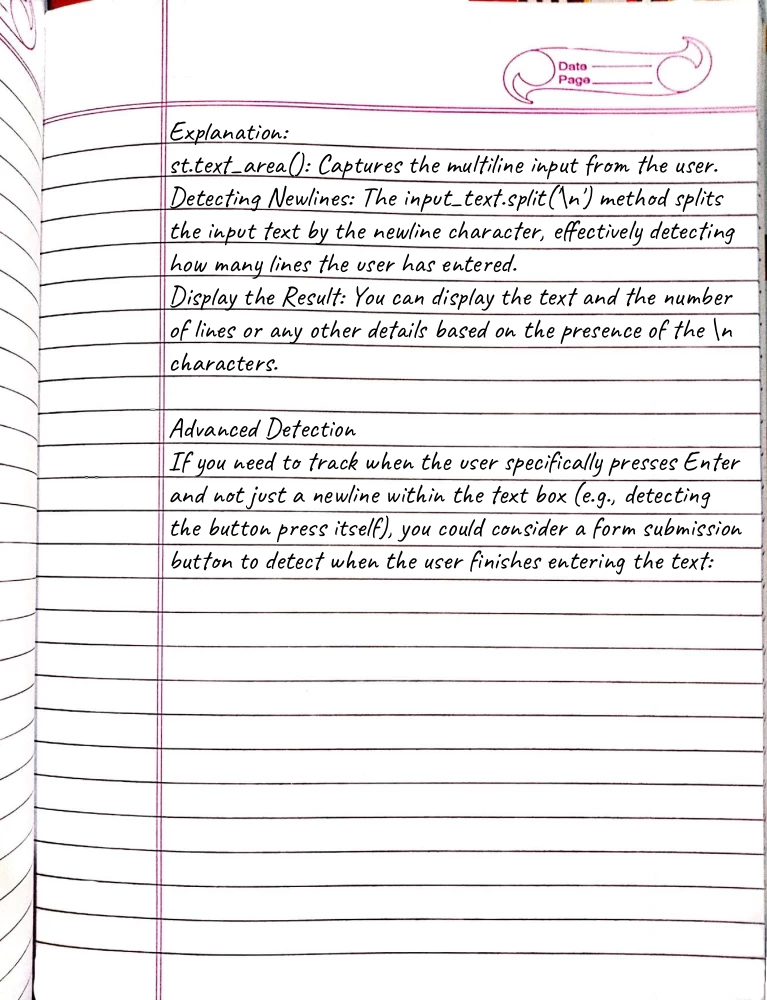 Date
Page
Explanation:
st.text_area(): Captures the multiline input from the user.
Detecting Newlines: The input_text.split('\n') method splits
the input text by the newline character, effectively detecting
how many lines the user has entered.
Display the Result: You can display the text and the number
of lines or any other details based on the presence of the \n
characters.
Advanced Detection
If you need to track when the user specifically presses Enter
and not just a newline within the text box (e.g., detecting
the button press itself), you could consider a form submission
button to detect when the user finishes entering the text: